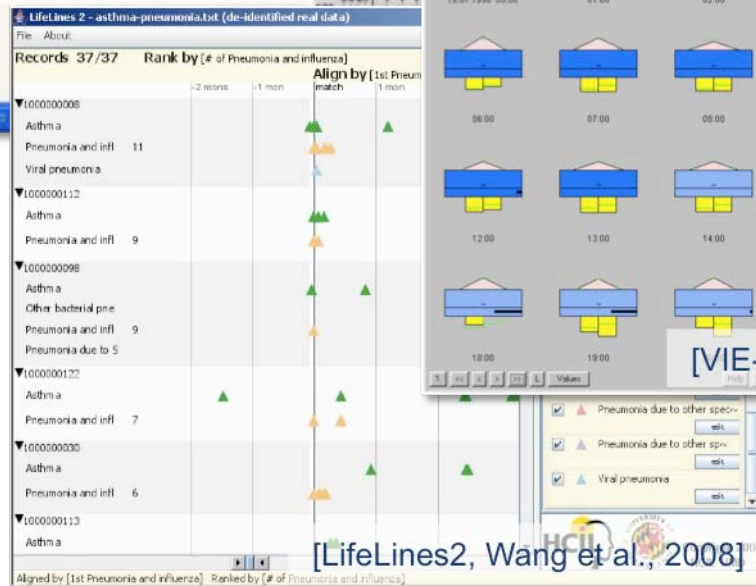 LifeLines 2 - asthma-pneumonia.txt (de-identified real data)
File About
Records 37/37 Rank by [# of Pneumonia and influenza]
Align by [1st Pneum
-2 mons -1 mon match 1 mon
1000000008
Asthma
Pneumonia and infl 11
Viral pneumonia
1000000112
Asthma
Pneumonia and infl 9
1000000098
Asthma
Other bacterial pne
Pneumonia and infl 9
Pneumonia due to S
1000000122
Asthma
Pneumonia and infl 7
1000000030
Asthma
Pneumonia and infl 6
1000000113
Asthma
Aligned by [1st Pneumonia and influenza] Ranked by [# of Pneumonia and influenza]
06:00 07:00 08:00
12:00 13:00 14:00
18:00 19:00
T << < > >> L Values Help
[VIE-
Pneumonia due to other spec~
edit
Pneumonia due to other sp~
edit
Viral pneumonia
edit
HCIL
[LifeLines2, Wang et al., 2008]